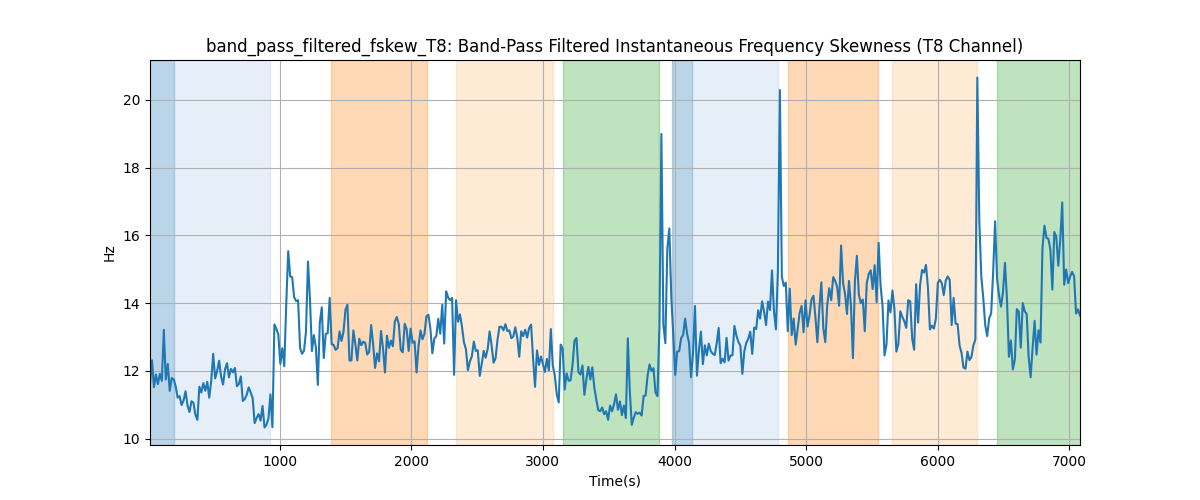 band_pass_filtered_fskew_T8: Band-Pass Filtered Instantaneous Frequency Skewness (T8 Channel)
20
18
16
14
12
10
Hz
1000 2000 3000 4000 5000 6000 7000
Time(s)